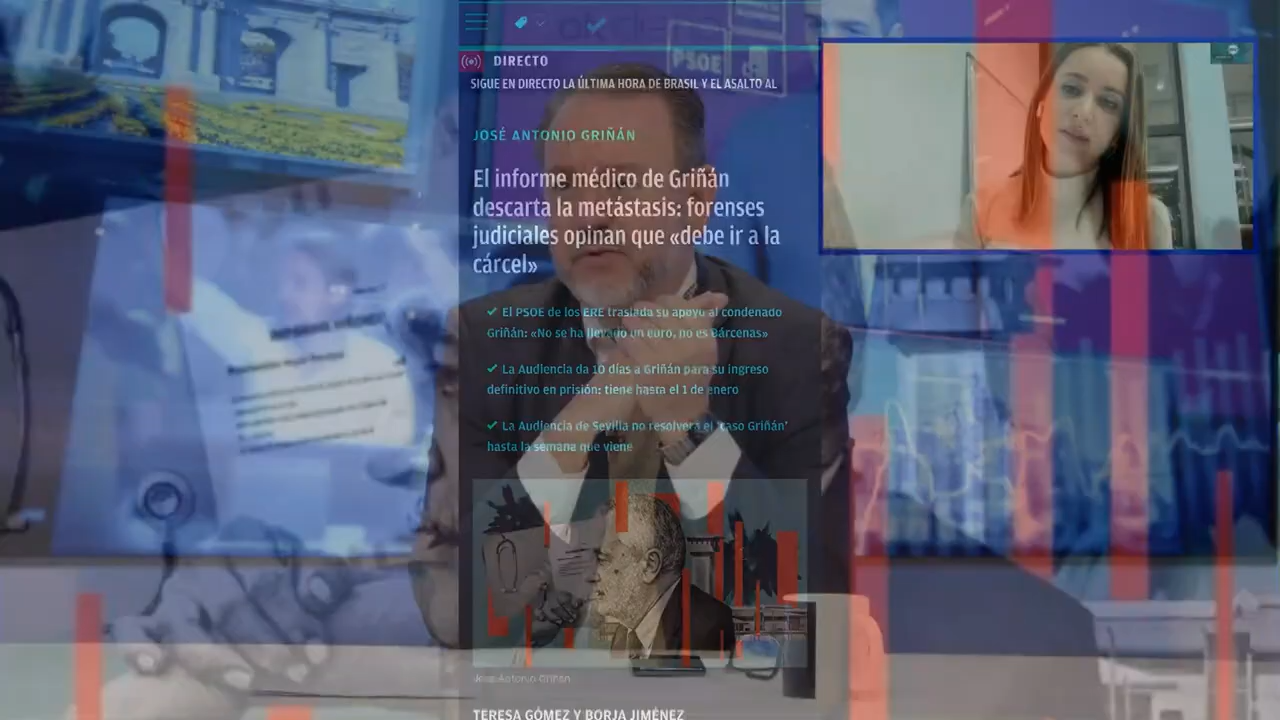 PSOE
DIRECTO
SIGUE EN DIRECTO LA ÚLTIMA HORA DE BRASIL Y EL ASALTO AL
JOSÉ ANTONIO GRIÑÁN
El informe médico de Griñán
descarta la metástasis: forenses
judiciales opinan que «debe ir a la
cárcel»
✔ El PSOE de los ERE traslada su apoyo al condenado
Griñán: «No se ha llevado un euro, no es Bárcenas»
✔ La Audiencia da 10 días a Griñán para su ingreso
definitivo en prisión: tiene hasta el 1 de enero
✔ La Audiencia de Sevilla no resolverá el 'caso Griñán'
hasta la semana que viene
Jose Antonio Griñán
TERESA GÓMEZ Y BORJA JIMÉNEZ